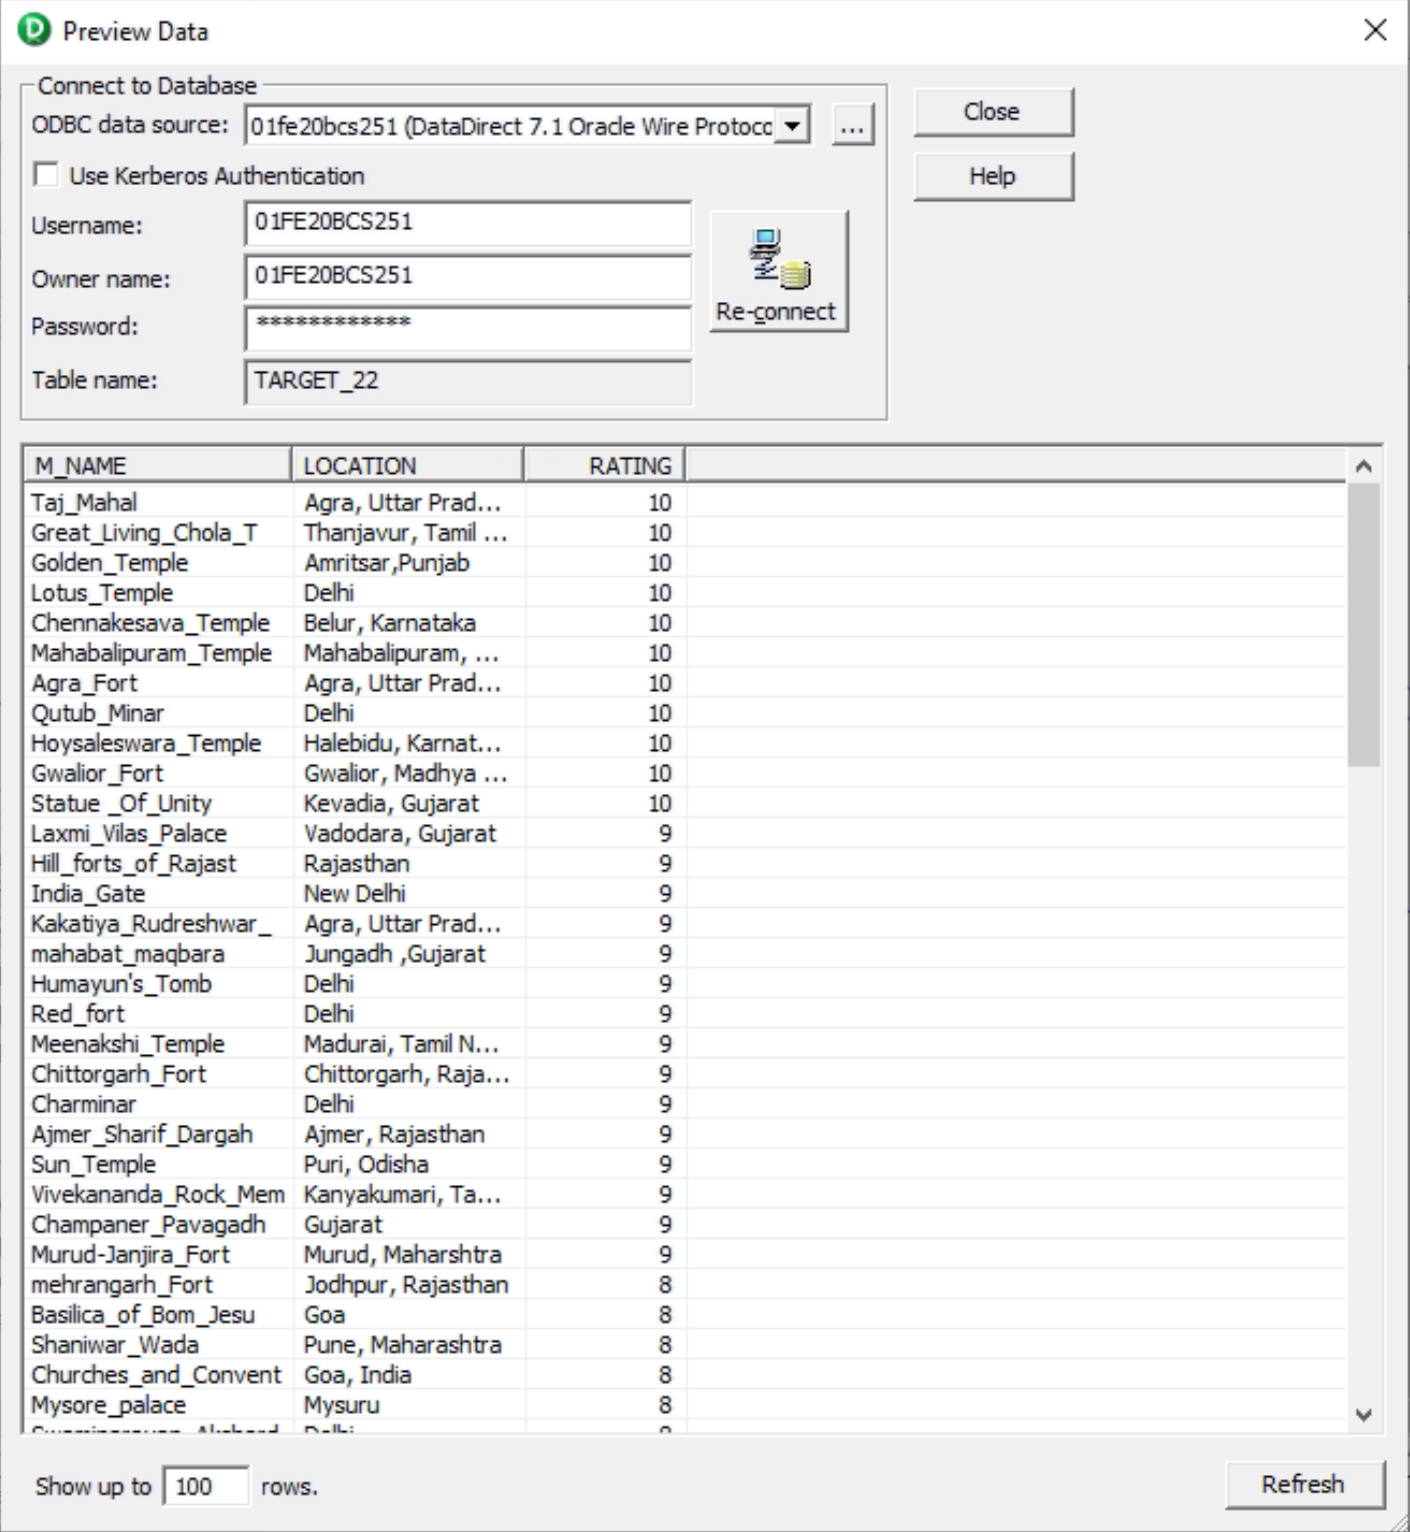 Preview Data
Connect to Database
ODBC data source: 01fe20bcs251 (DataDirect 7.1 Oracle Wire Protoco ...
Close
Use Kerberos Authentication
Help
Username: 01FE20BCS251
Owner name: 01FE20BCS251
Re-connect
Password: ************
Table name: TARGET_22
M_NAME LOCATION RATING
Taj_Mahal Agra, Uttar Prad... 10
Great_Living_Chola_T Thanjavur, Tamil ... 10
Golden_Temple Amritsar,Punjab 10
Lotus_Temple Delhi 10
Chennakesava_Temple Belur, Karnataka 10
Mahabalipuram_Temple Mahabalipuram, ... 10
Agra_Fort Agra, Uttar Prad... 10
Qutub_Minar Delhi 10
Hoysaleswara_Temple Halebidu, Karnat... 10
Gwalior_Fort Gwalior, Madhya ... 10
Statue _Of_Unity Kevadia, Gujarat 10
Laxmi_Vilas_Palace Vadodara, Gujarat 9
Hill_forts_of_Rajast Rajasthan 9
India_Gate New Delhi 9
Kakatiya_Rudreshwar_ Agra, Uttar Prad... 9
mahabat_maqbara Jungadh ,Gujarat 9
Humayun's_Tomb Delhi 9
Red_fort Delhi 9
Meenakshi_Temple Madurai, Tamil N... 9
Chittorgarh_Fort Chittorgarh, Raja... 9
Charminar Delhi 9
Ajmer_Sharif_Dargah Ajmer, Rajasthan 9
Sun_Temple Puri, Odisha 9
Vivekananda_Rock_Mem Kanyakumari, Ta... 9
Champaner_Pavagadh Gujarat 9
Murud-Janjira_Fort Murud, Maharshtra 9
mehrangarh_Fort Jodhpur, Rajasthan 8
Basilica_of_Bom_Jesu Goa 8
Shaniwar_Wada Pune, Maharashtra 8
Churches_and_Convent Goa, India 8
Mysore_palace Mysuru 8
Show up to 100 rows.
Refresh